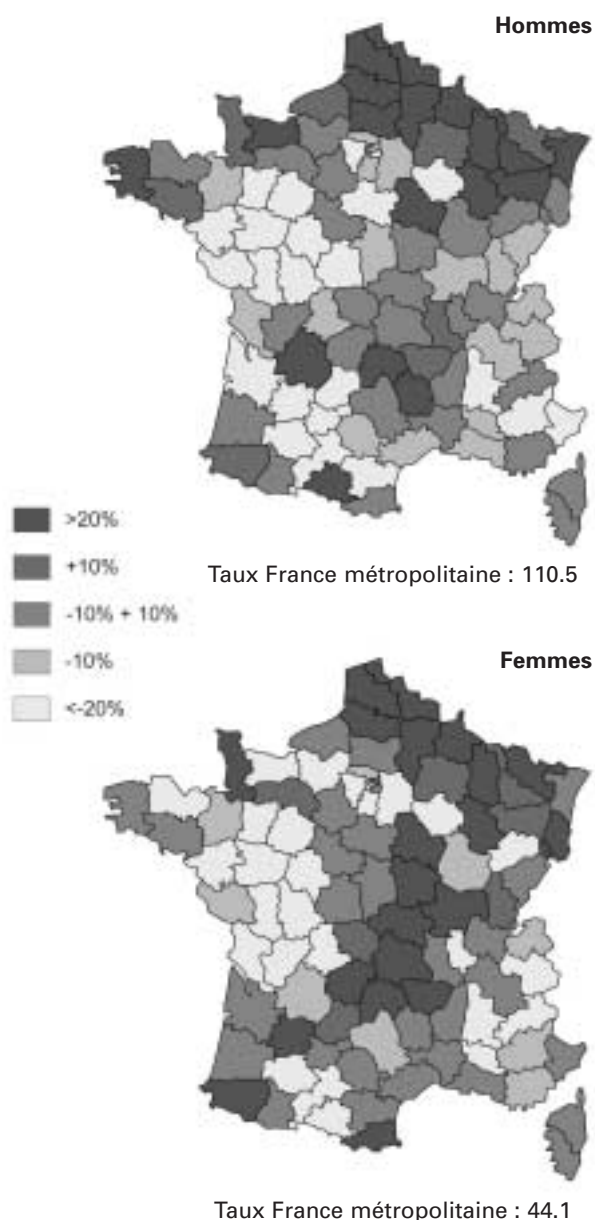 Hommes
>20%
+10%
-10% + 10%
-10%
<-20%
Taux France métropolitaine : 110.5
Femmes
Taux France métropolitaine : 44.1